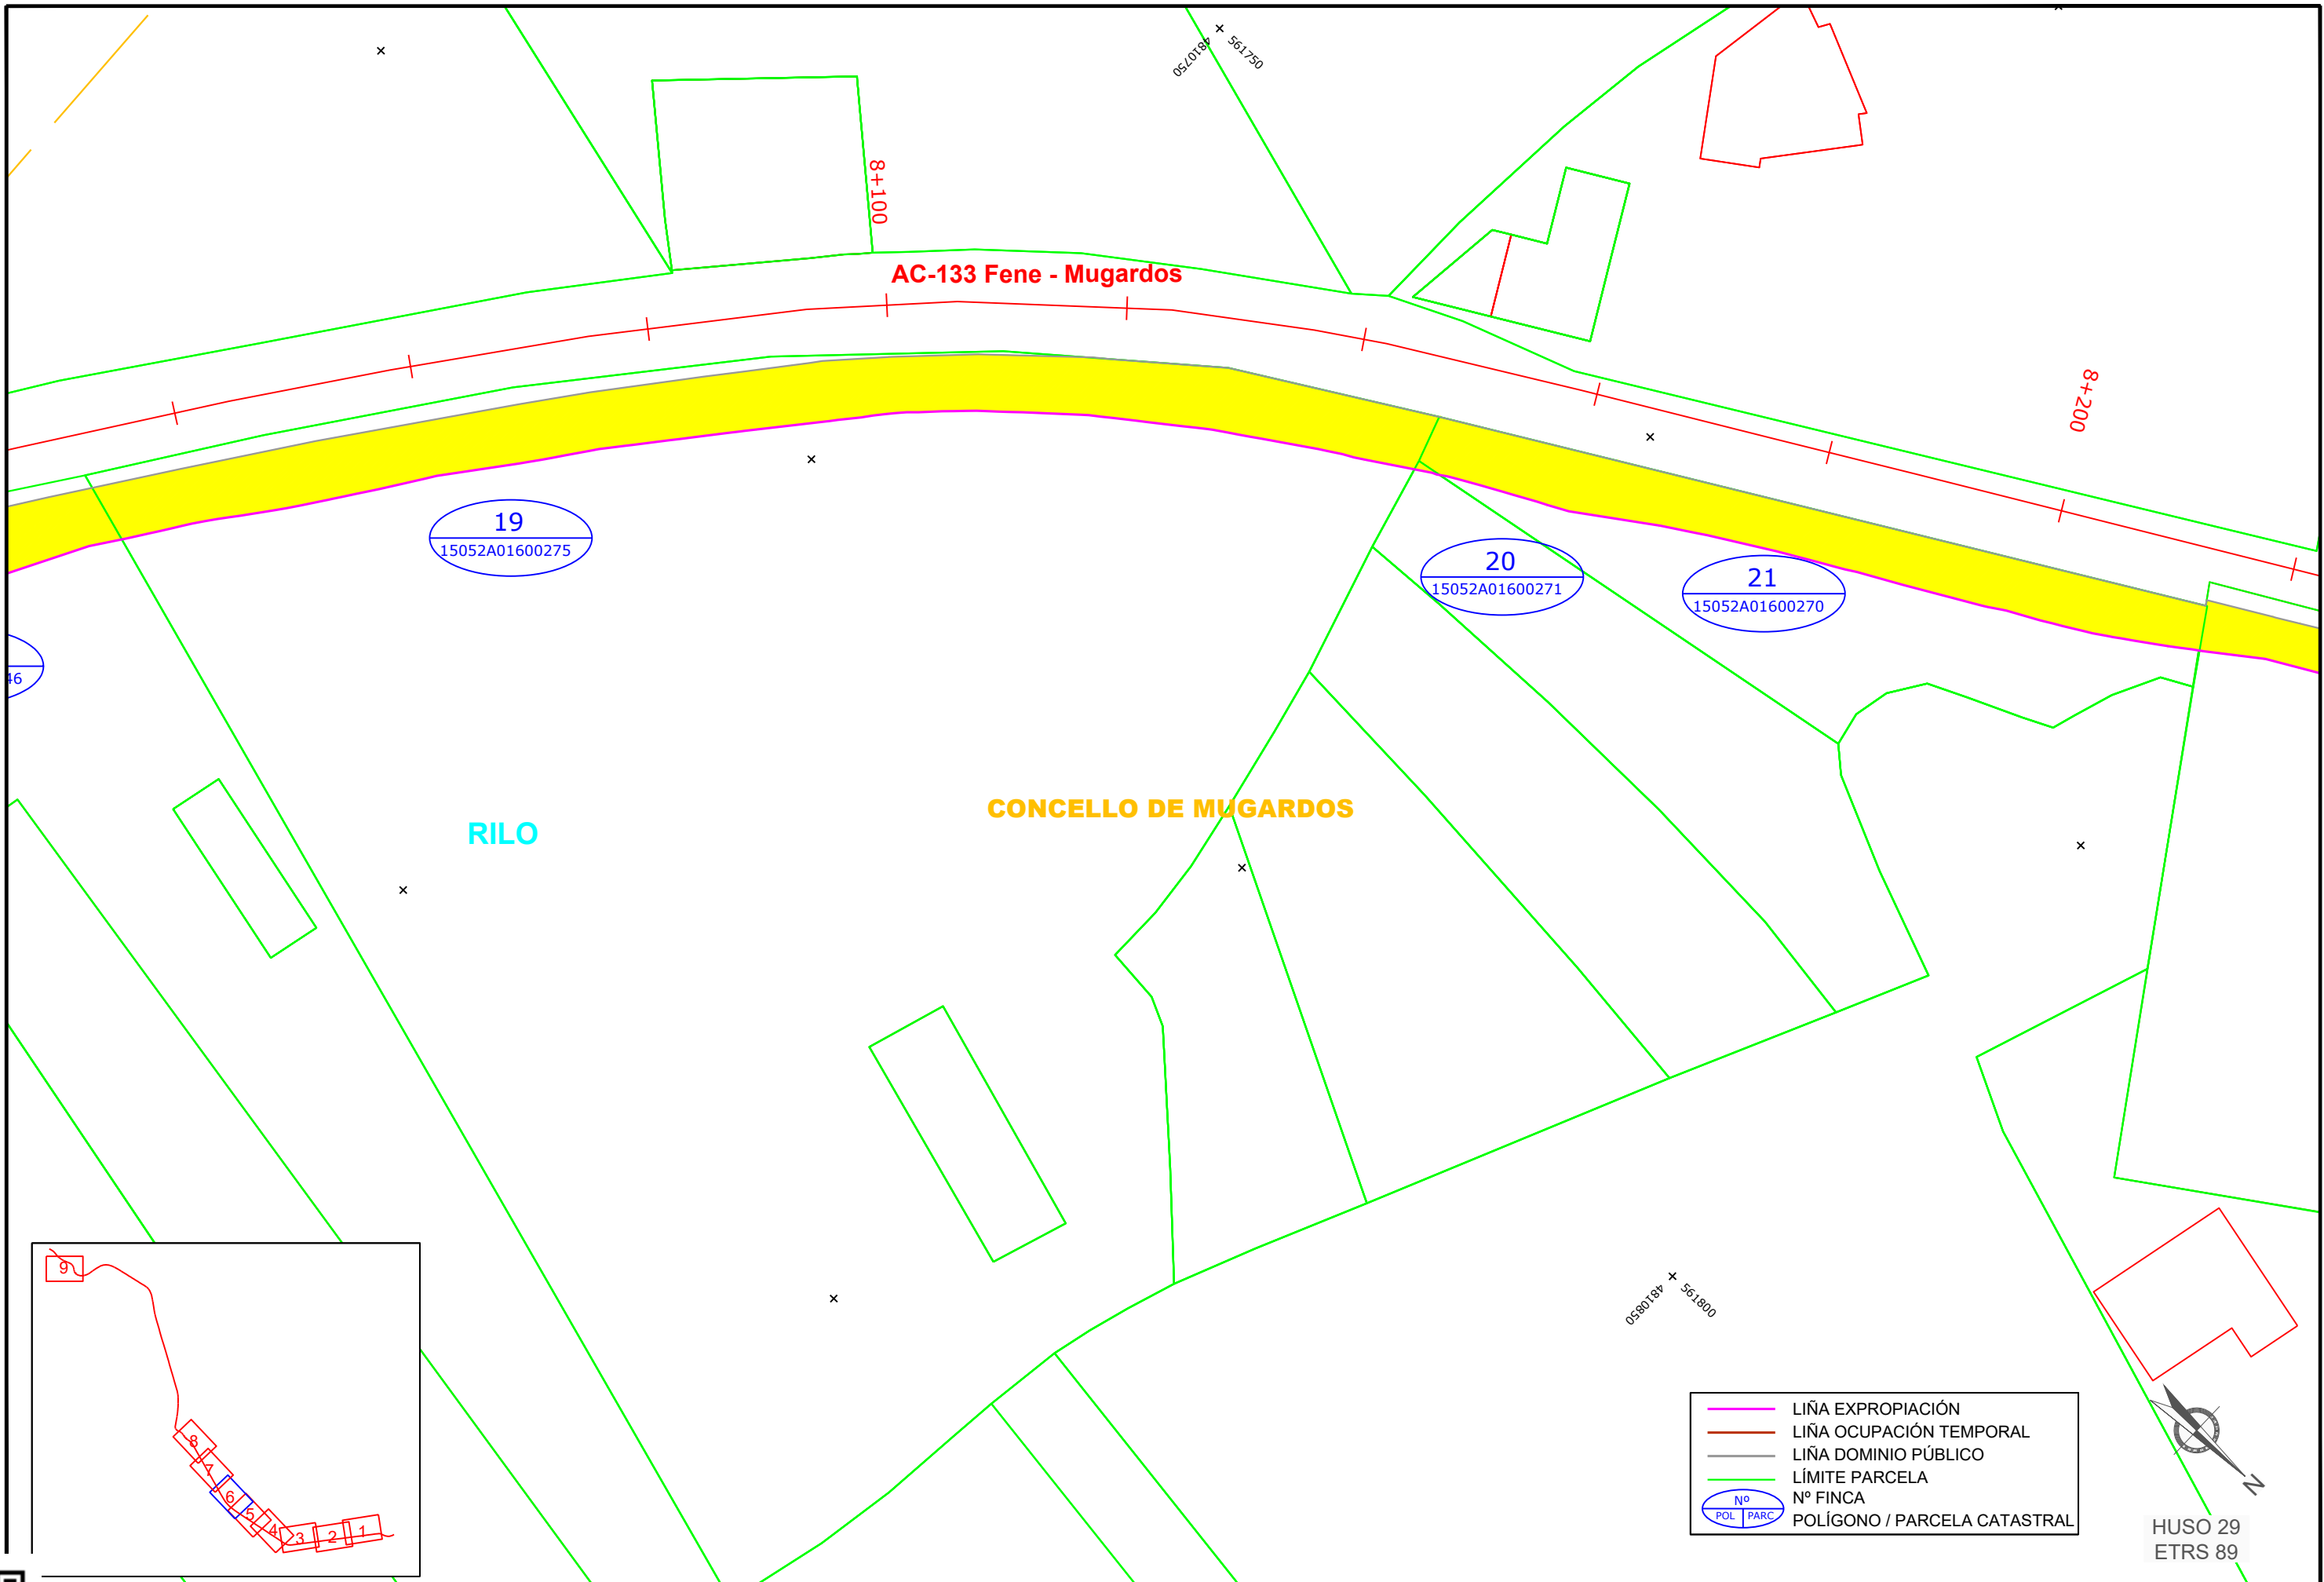 4810750
561750
8+100
AC-133 Fene - Mugardos
8+200
19
15052A01600275
20
15052A01600271
21
15052A01600270
46
RILO
CONCELLO DE MUGARDOS
4810850
561800
9
8
7
6
5
4
3
2
1
LIÑA EXPROPIACIÓN
LIÑA OCUPACIÓN TEMPORAL
LIÑA DOMINIO PÚBLICO
LÍMITE PARCELA
Nº
POL PARC
Nº FINCA
POLÍGONO / PARCELA CATASTRAL
N
HUSO 29
ETRS 89